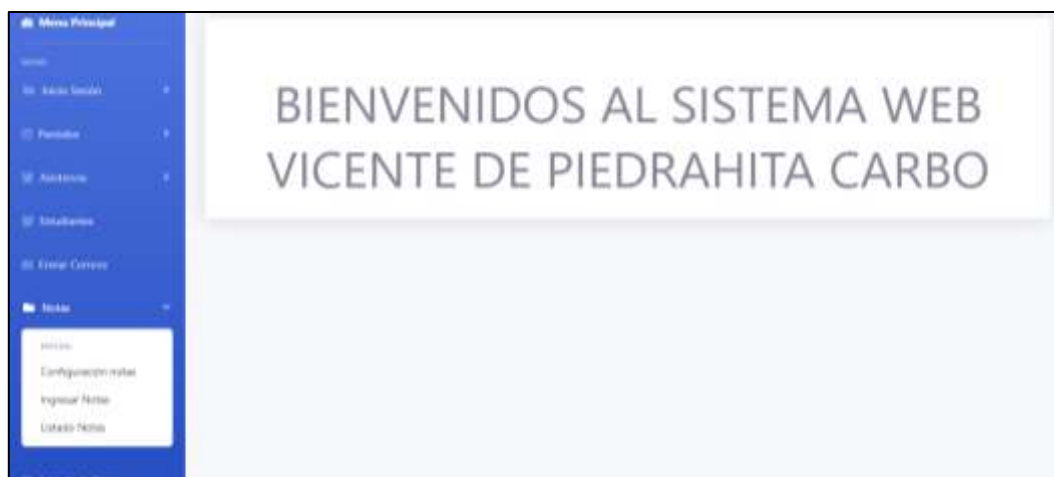 Menu Principal
Inicio Sesión
Periodos
Asistencia
Estudiantes
Enviar Correos
Notas
Configuración notas
Ingresar Notas
Listado Notas
BIENVENIDOS AL SISTEMA WEB
VICENTE DE PIEDRAHITA CARBO